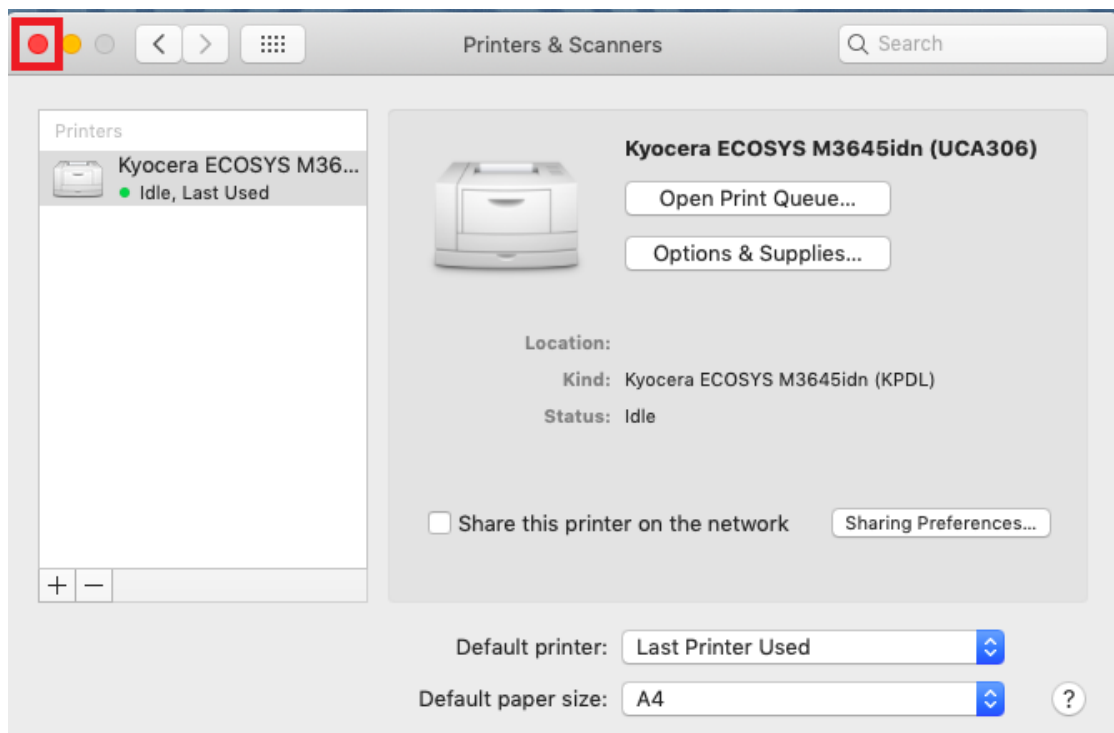 Printers & Scanners
Search
Printers
Kyocera ECOSYS M36...
Idle, Last Used
Kyocera ECOSYS M3645idn (UCA306)
Open Print Queue...
Options & Supplies...
Location:
Kind: Kyocera ECOSYS M3645idn (KPDL)
Status: Idle
Share this printer on the network
Sharing Preferences...
+ −
Default printer: Last Printer Used
Default paper size: A4
?